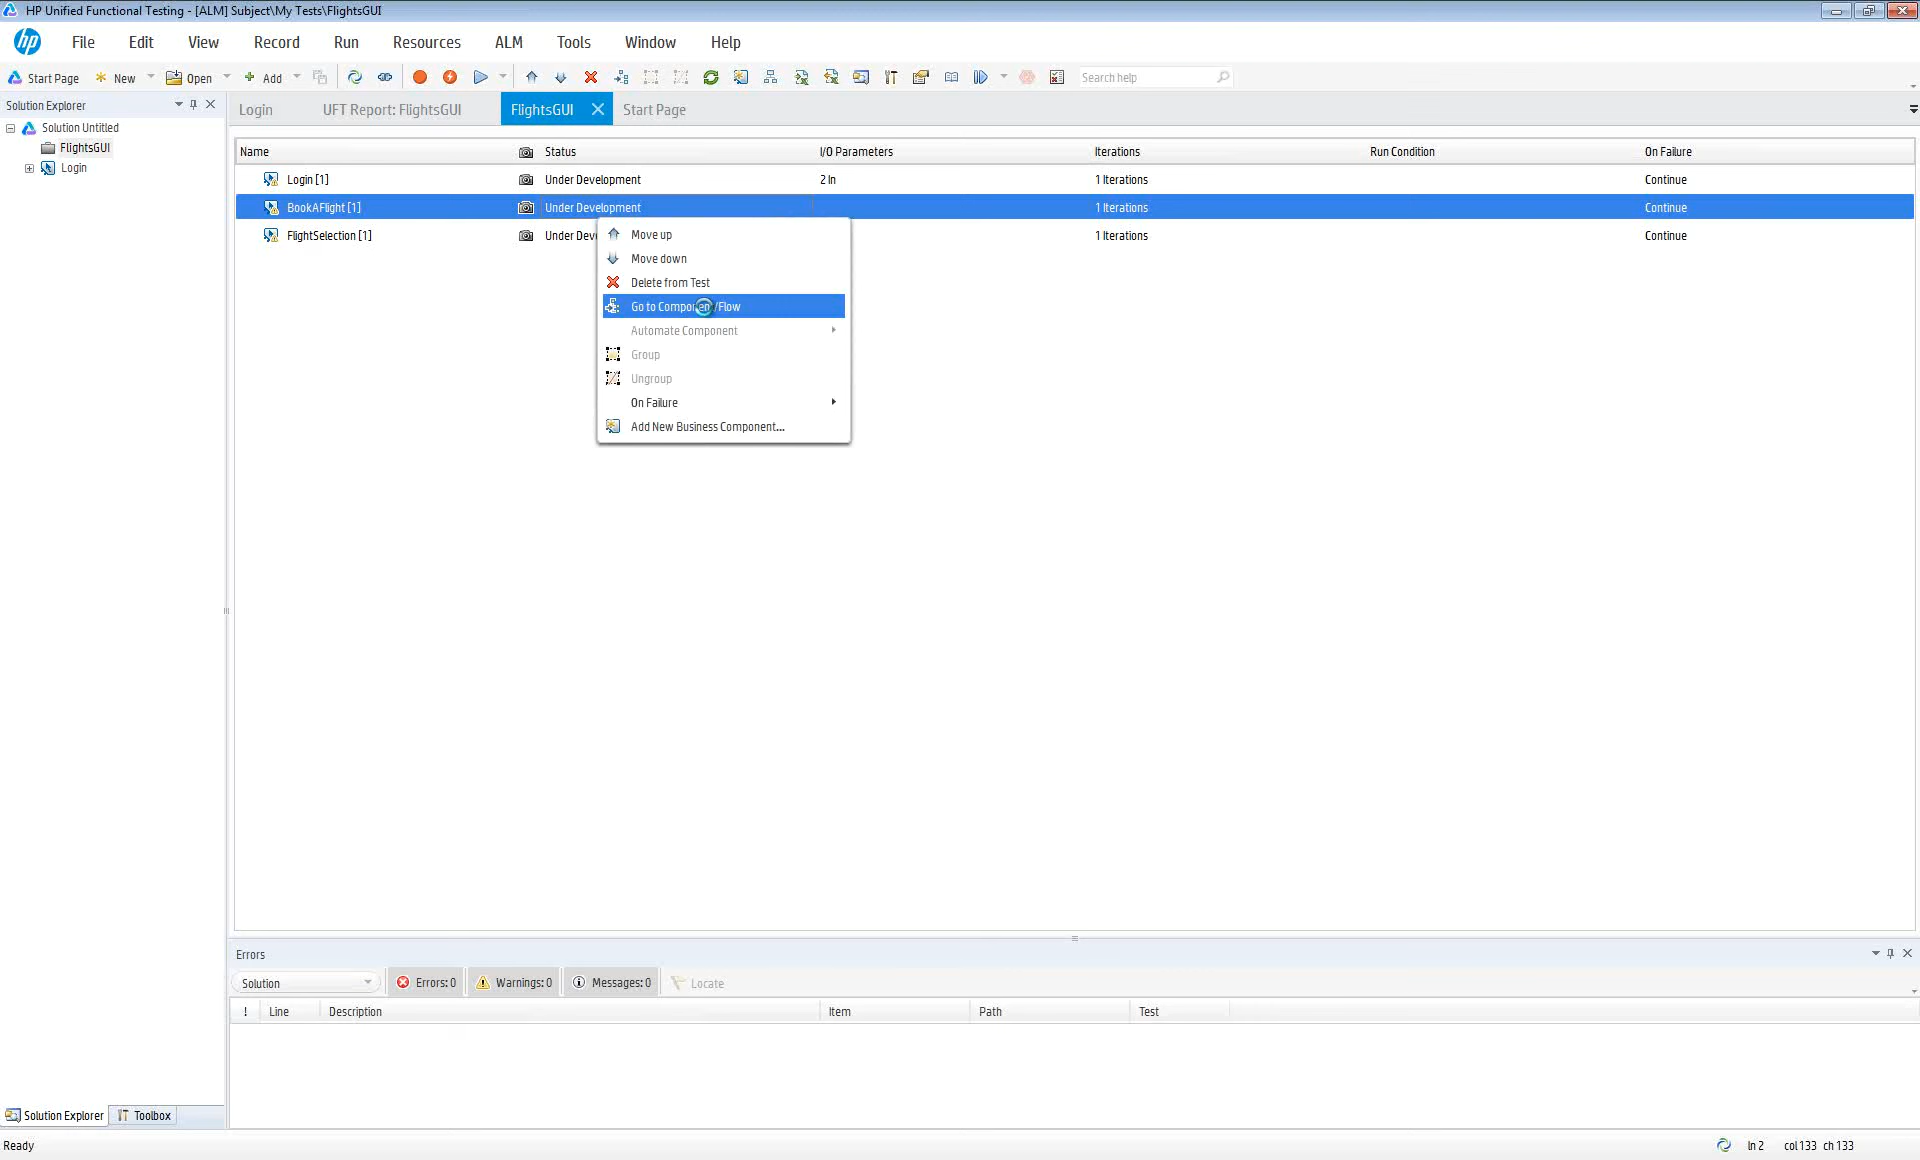 HP Unified Functional Testing - [ALM] Subject\My Tests\FlightsGUI
hp File Edit View Record Run Resources ALM Tools Window Help
Start Page New Open Add Search help
Solution Explorer
Login UFT Report: FlightsGUI FlightsGUI Start Page
Solution Untitled
FlightsGUI
Login
Name Status I/O Parameters Iterations Run Condition On Failure
Login [1] Under Development 2 In 1 Iterations Continue
BookAFlight [1] Under Development 1 Iterations Continue
FlightSelection [1] Under Dev 1 Iterations Continue
Move up
Move down
Delete from Test
Go to Component/Flow
Automate Component
Group
Ungroup
On Failure
Add New Business Component...
Errors
Solution Errors: 0 Warnings: 0 Messages: 0 Locate
! Line Description Item Path Test
Solution Explorer Toolbox
Ready ln 2 col 133 ch 133